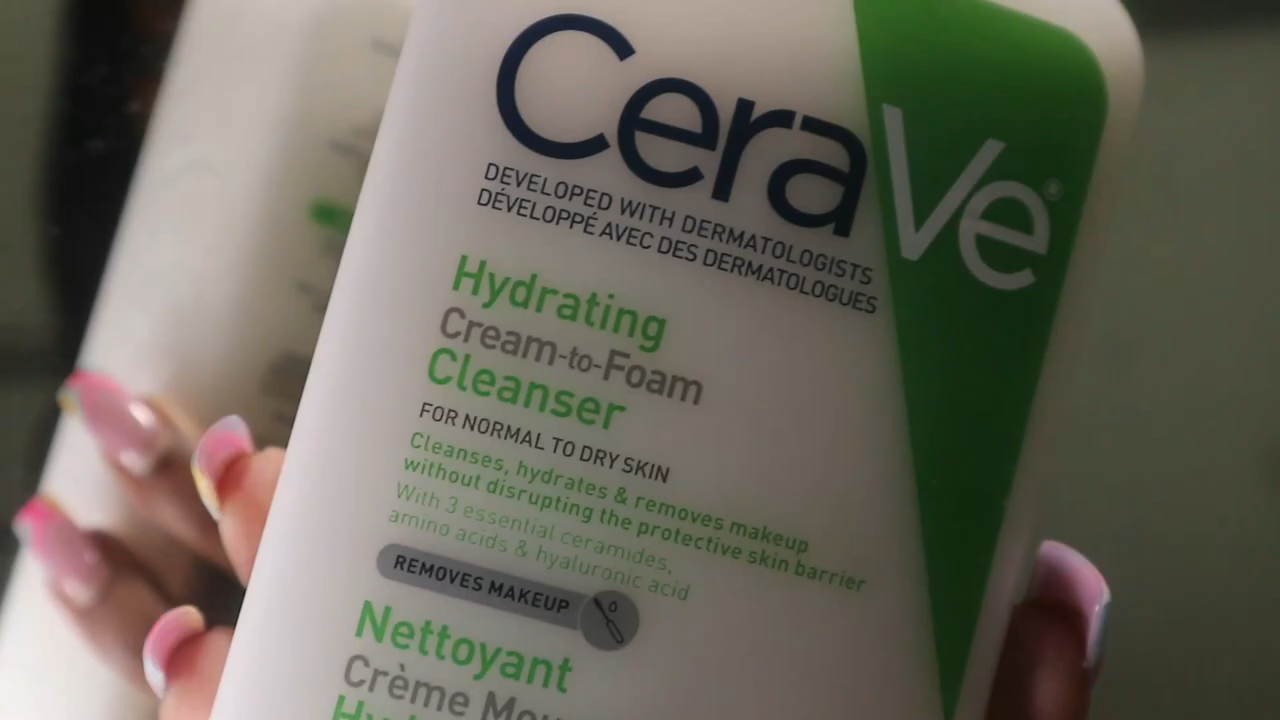 CeraVe®
DEVELOPED WITH DERMATOLOGISTS
DÉVELOPPÉ AVEC DES DERMATOLOGUES
Hydrating
Cream-to-Foam
Cleanser
FOR NORMAL TO DRY SKIN
Cleanses, hydrates & removes makeup
without disrupting the protective skin barrier
With 3 essential ceramides,
amino acids & hyaluronic acid
REMOVES MAKEUP
Nettoyant
Crème